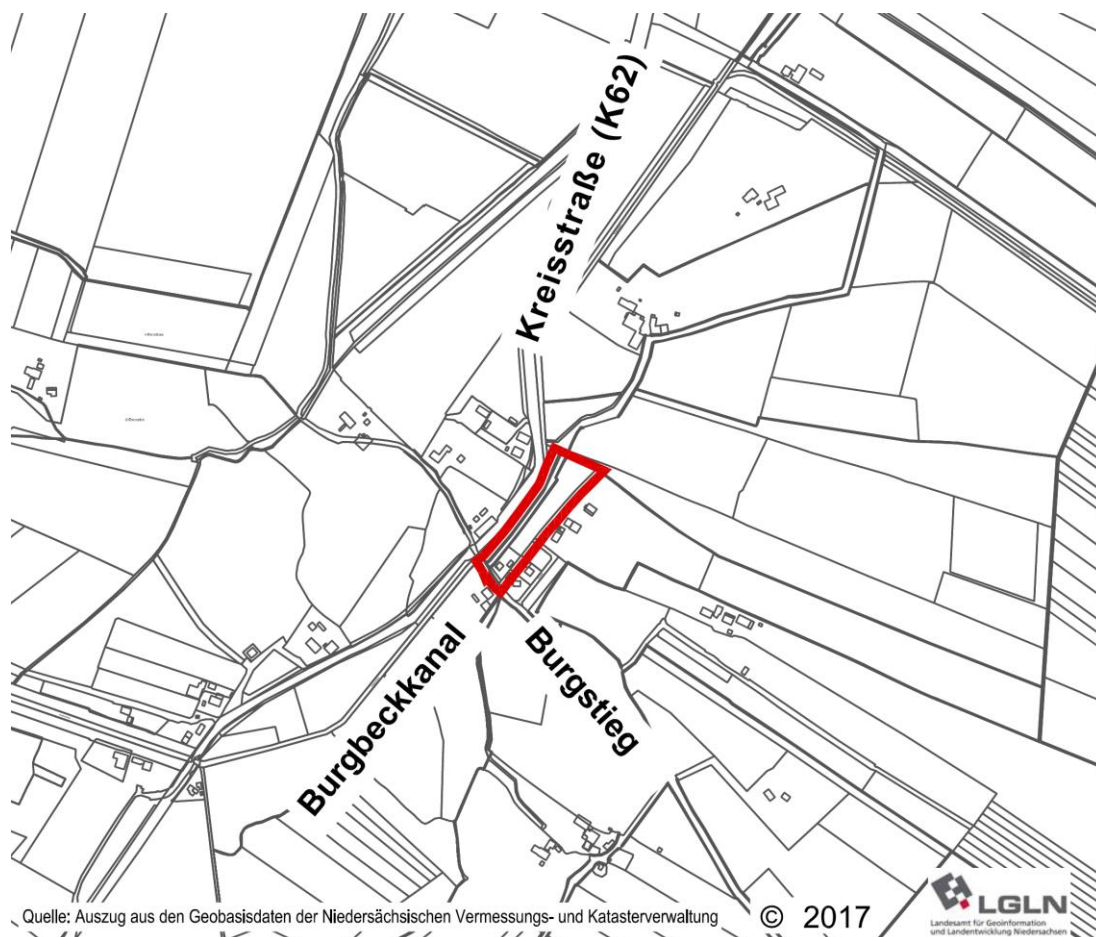 Kreisstraße (K62)
Burgbeckkanal
Burgstieg
Quelle: Auszug aus den Geobasisdaten der Niedersächsischen Vermessungs- und Katasterverwaltung
© 2017
LGLN
Landesamt für Geoinformation
und Landentwicklung Niedersachsen